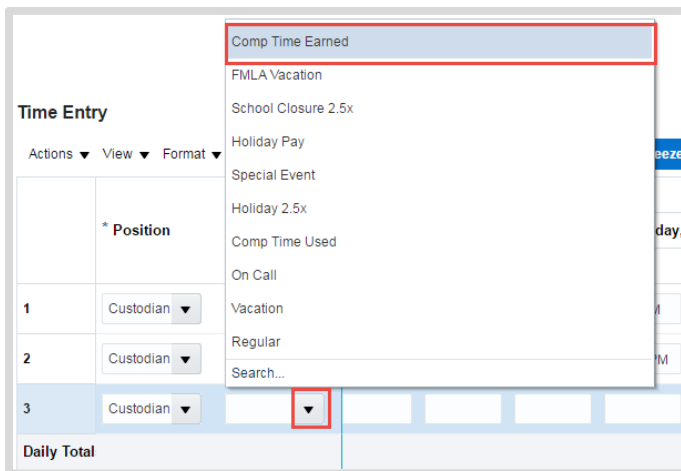 Comp Time Earned
FMLA Vacation
School Closure 2.5x
Holiday Pay
Special Event
Holiday 2.5x
Comp Time Used
On Call
Vacation
Regular
Search...
Time Entry
Actions View Format
* Position
1 Custodian
2 Custodian PM
3 Custodian
Daily Total